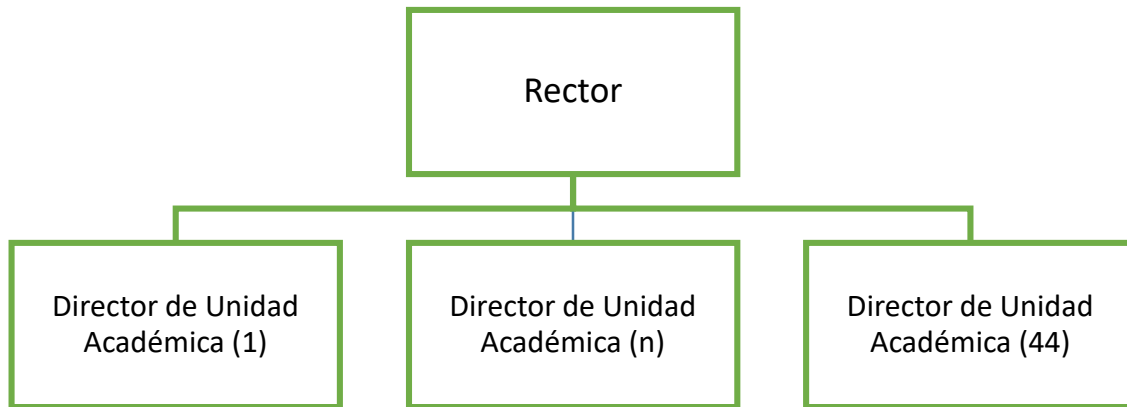 Rector
Director de Unidad
Académica (1)
Director de Unidad
Académica (n)
Director de Unidad
Académica (44)